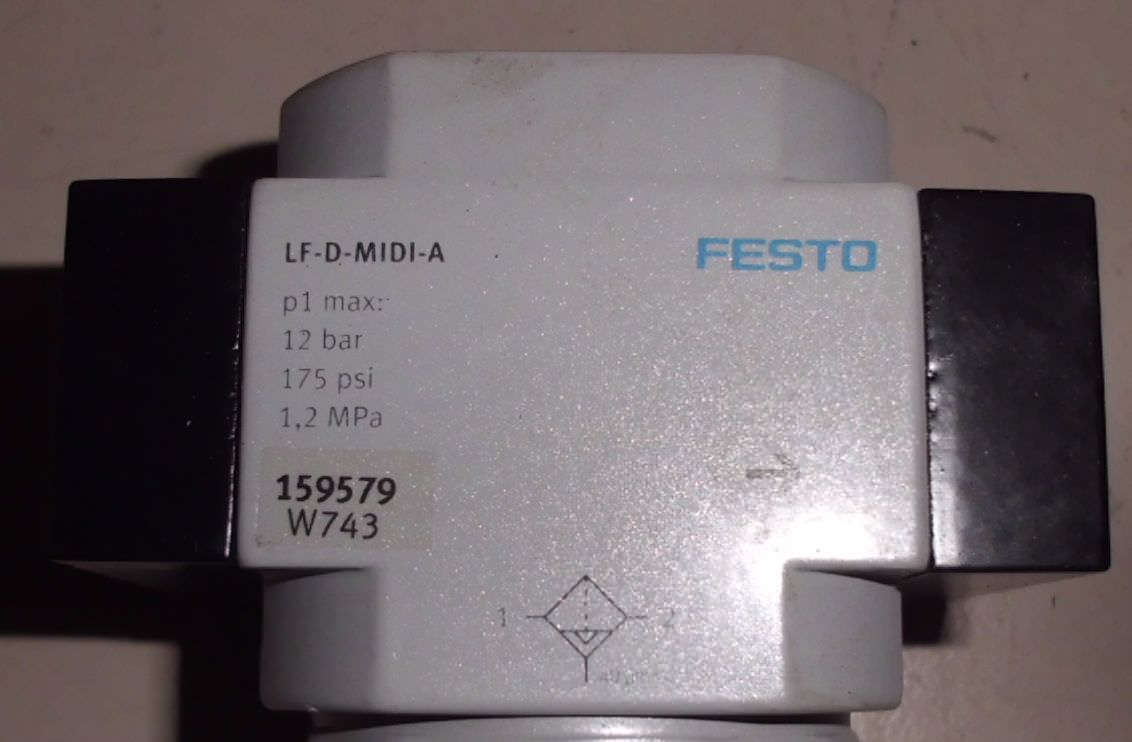 LF-D-MIDI-A
FESTO
p1 max:
12 bar
175 psi
1,2 MPa
159579
W743
1 2